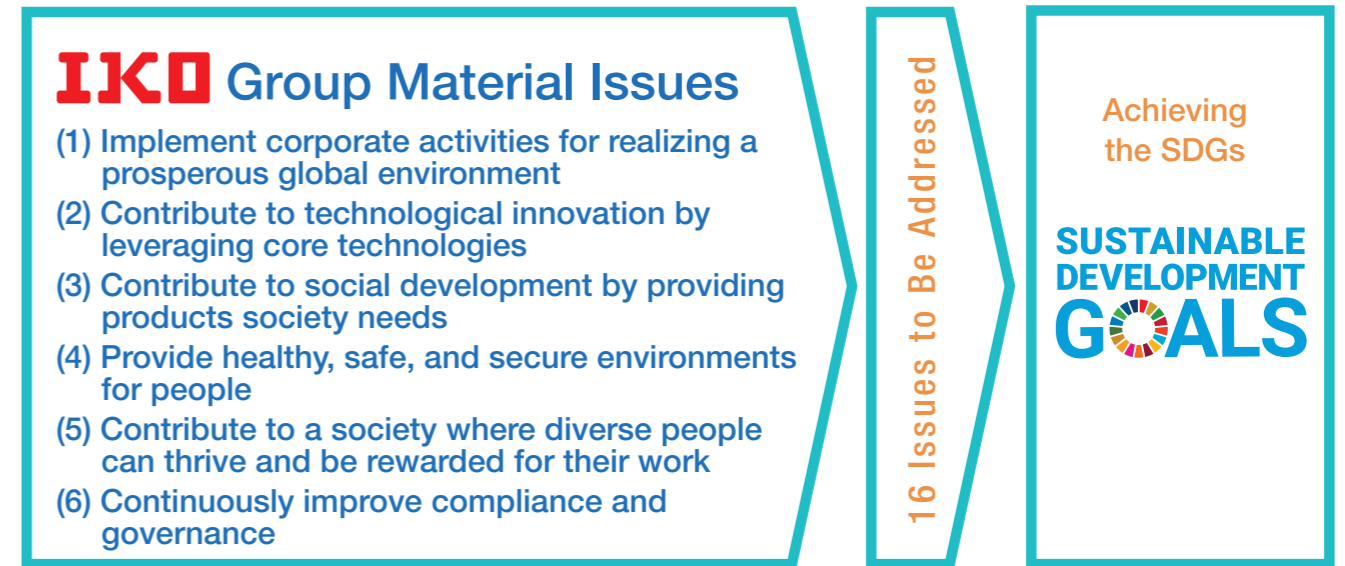 IKO Group Material Issues
(1) Implement corporate activities for realizing a
prosperous global environment
(2) Contribute to technological innovation by
leveraging core technologies
(3) Contribute to social development by providing
products society needs
(4) Provide healthy, safe, and secure environments
for people
(5) Contribute to a society where diverse people
can thrive and be rewarded for their work
(6) Continuously improve compliance and
governance
16 Issues to Be Addressed
Achieving
the SDGs
SUSTAINABLE
DEVELOPMENT
GOALS